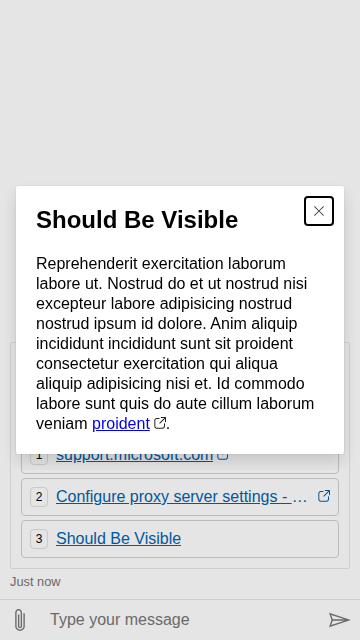 Should Be Visible
Reprehenderit exercitation laborum
labore ut. Nostrud do et ut nostrud nisi
excepteur labore adipisicing nostrud
nostrud ipsum id dolore. Anim aliquip
incididunt incididunt sunt sit proident
consectetur exercitation qui aliqua
aliquip adipisicing nisi et. Id commodo
labore sunt quis do aute cillum laborum
veniam proident.
1 support.microsoft.com
2 Configure proxy server settings - ...
3 Should Be Visible
Just now
Type your message